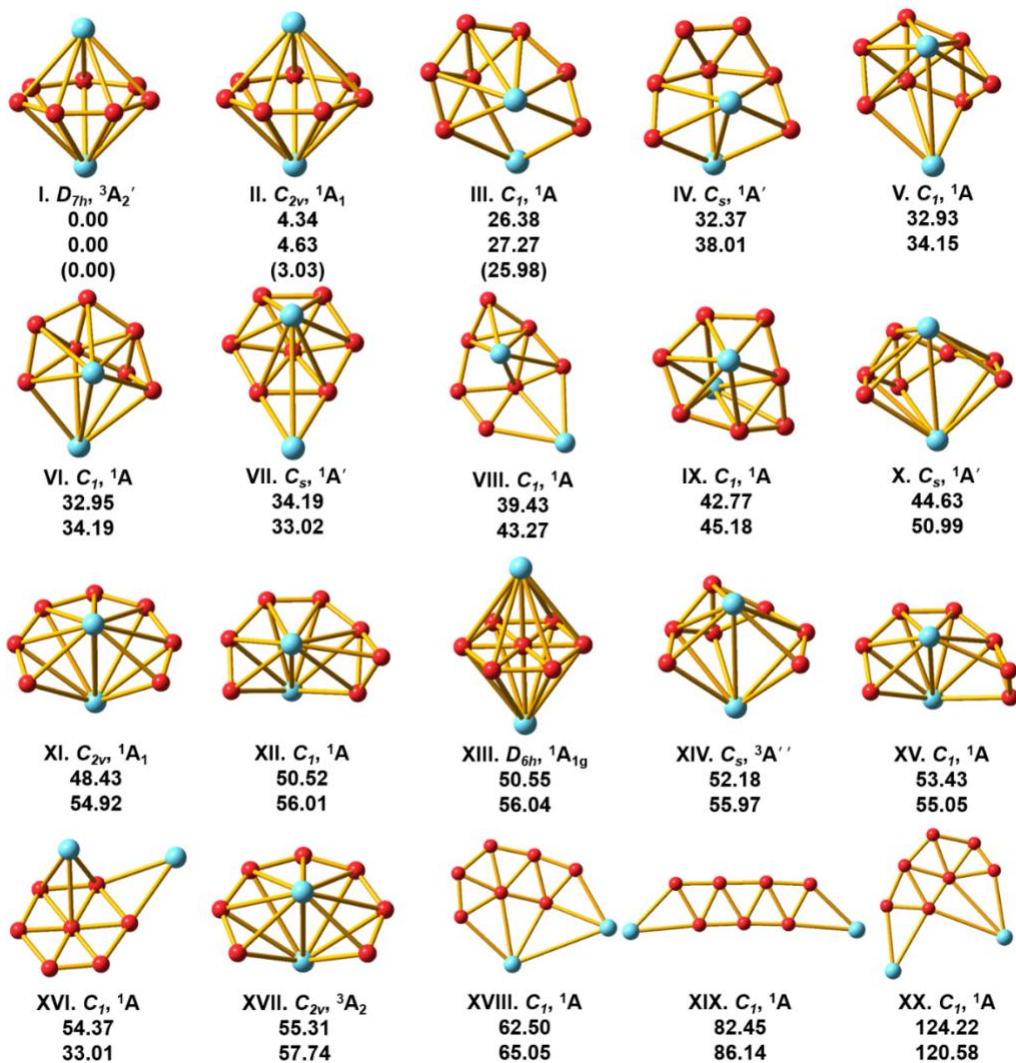 I. D7h, ³A2′
0.00
0.00
(0.00)
II. C2v, ¹A1
4.34
4.63
(3.03)
III. C1, ¹A
26.38
27.27
(25.98)
IV. Cs, ¹A′
32.37
38.01
V. C1, ¹A
32.93
34.15
VI. C1, ¹A
32.95
34.19
VII. Cs, ¹A′
34.19
33.02
VIII. C1, ¹A
39.43
43.27
IX. C1, ¹A
42.77
45.18
X. Cs, ¹A′
44.63
50.99
XI. C2v, ¹A1
48.43
54.92
XII. C1, ¹A
50.52
56.01
XIII. D6h, ¹A1g
50.55
56.04
XIV. Cs, ³A′′
52.18
55.97
XV. C1, ¹A
53.43
55.05
XVI. C1, ¹A
54.37
33.01
XVII. C2v, ³A2
55.31
57.74
XVIII. C1, ¹A
62.50
65.05
XIX. C1, ¹A
82.45
86.14
XX. C1, ¹A
124.22
120.58